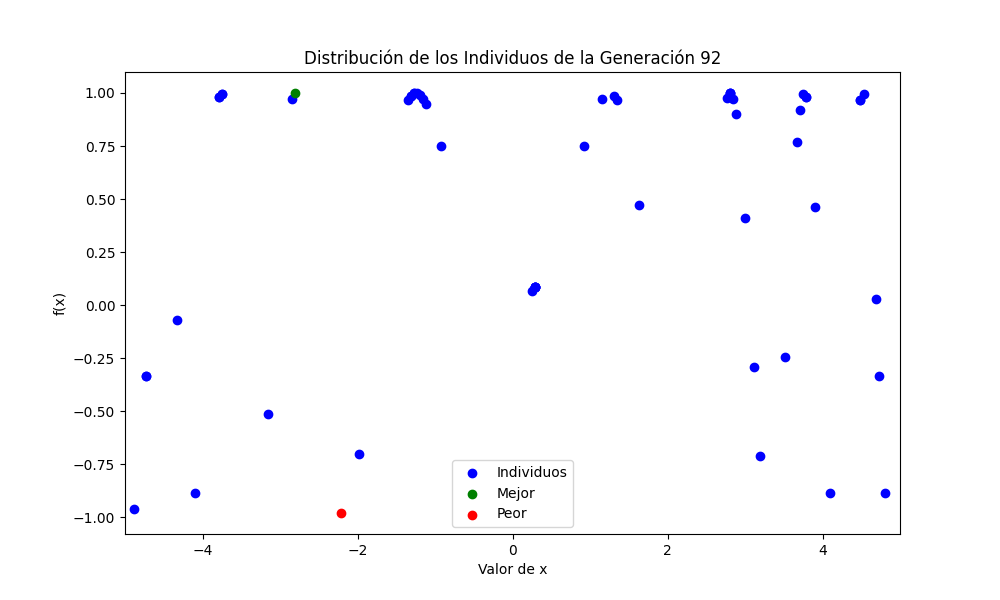 Distribución de los Individuos de la Generación 92
f(x)
1.00
0.75
0.50
0.25
0.00
−0.25
−0.50
−0.75
−1.00
Individuos
Mejor
Peor
−4
−2
0
2
4
Valor de x